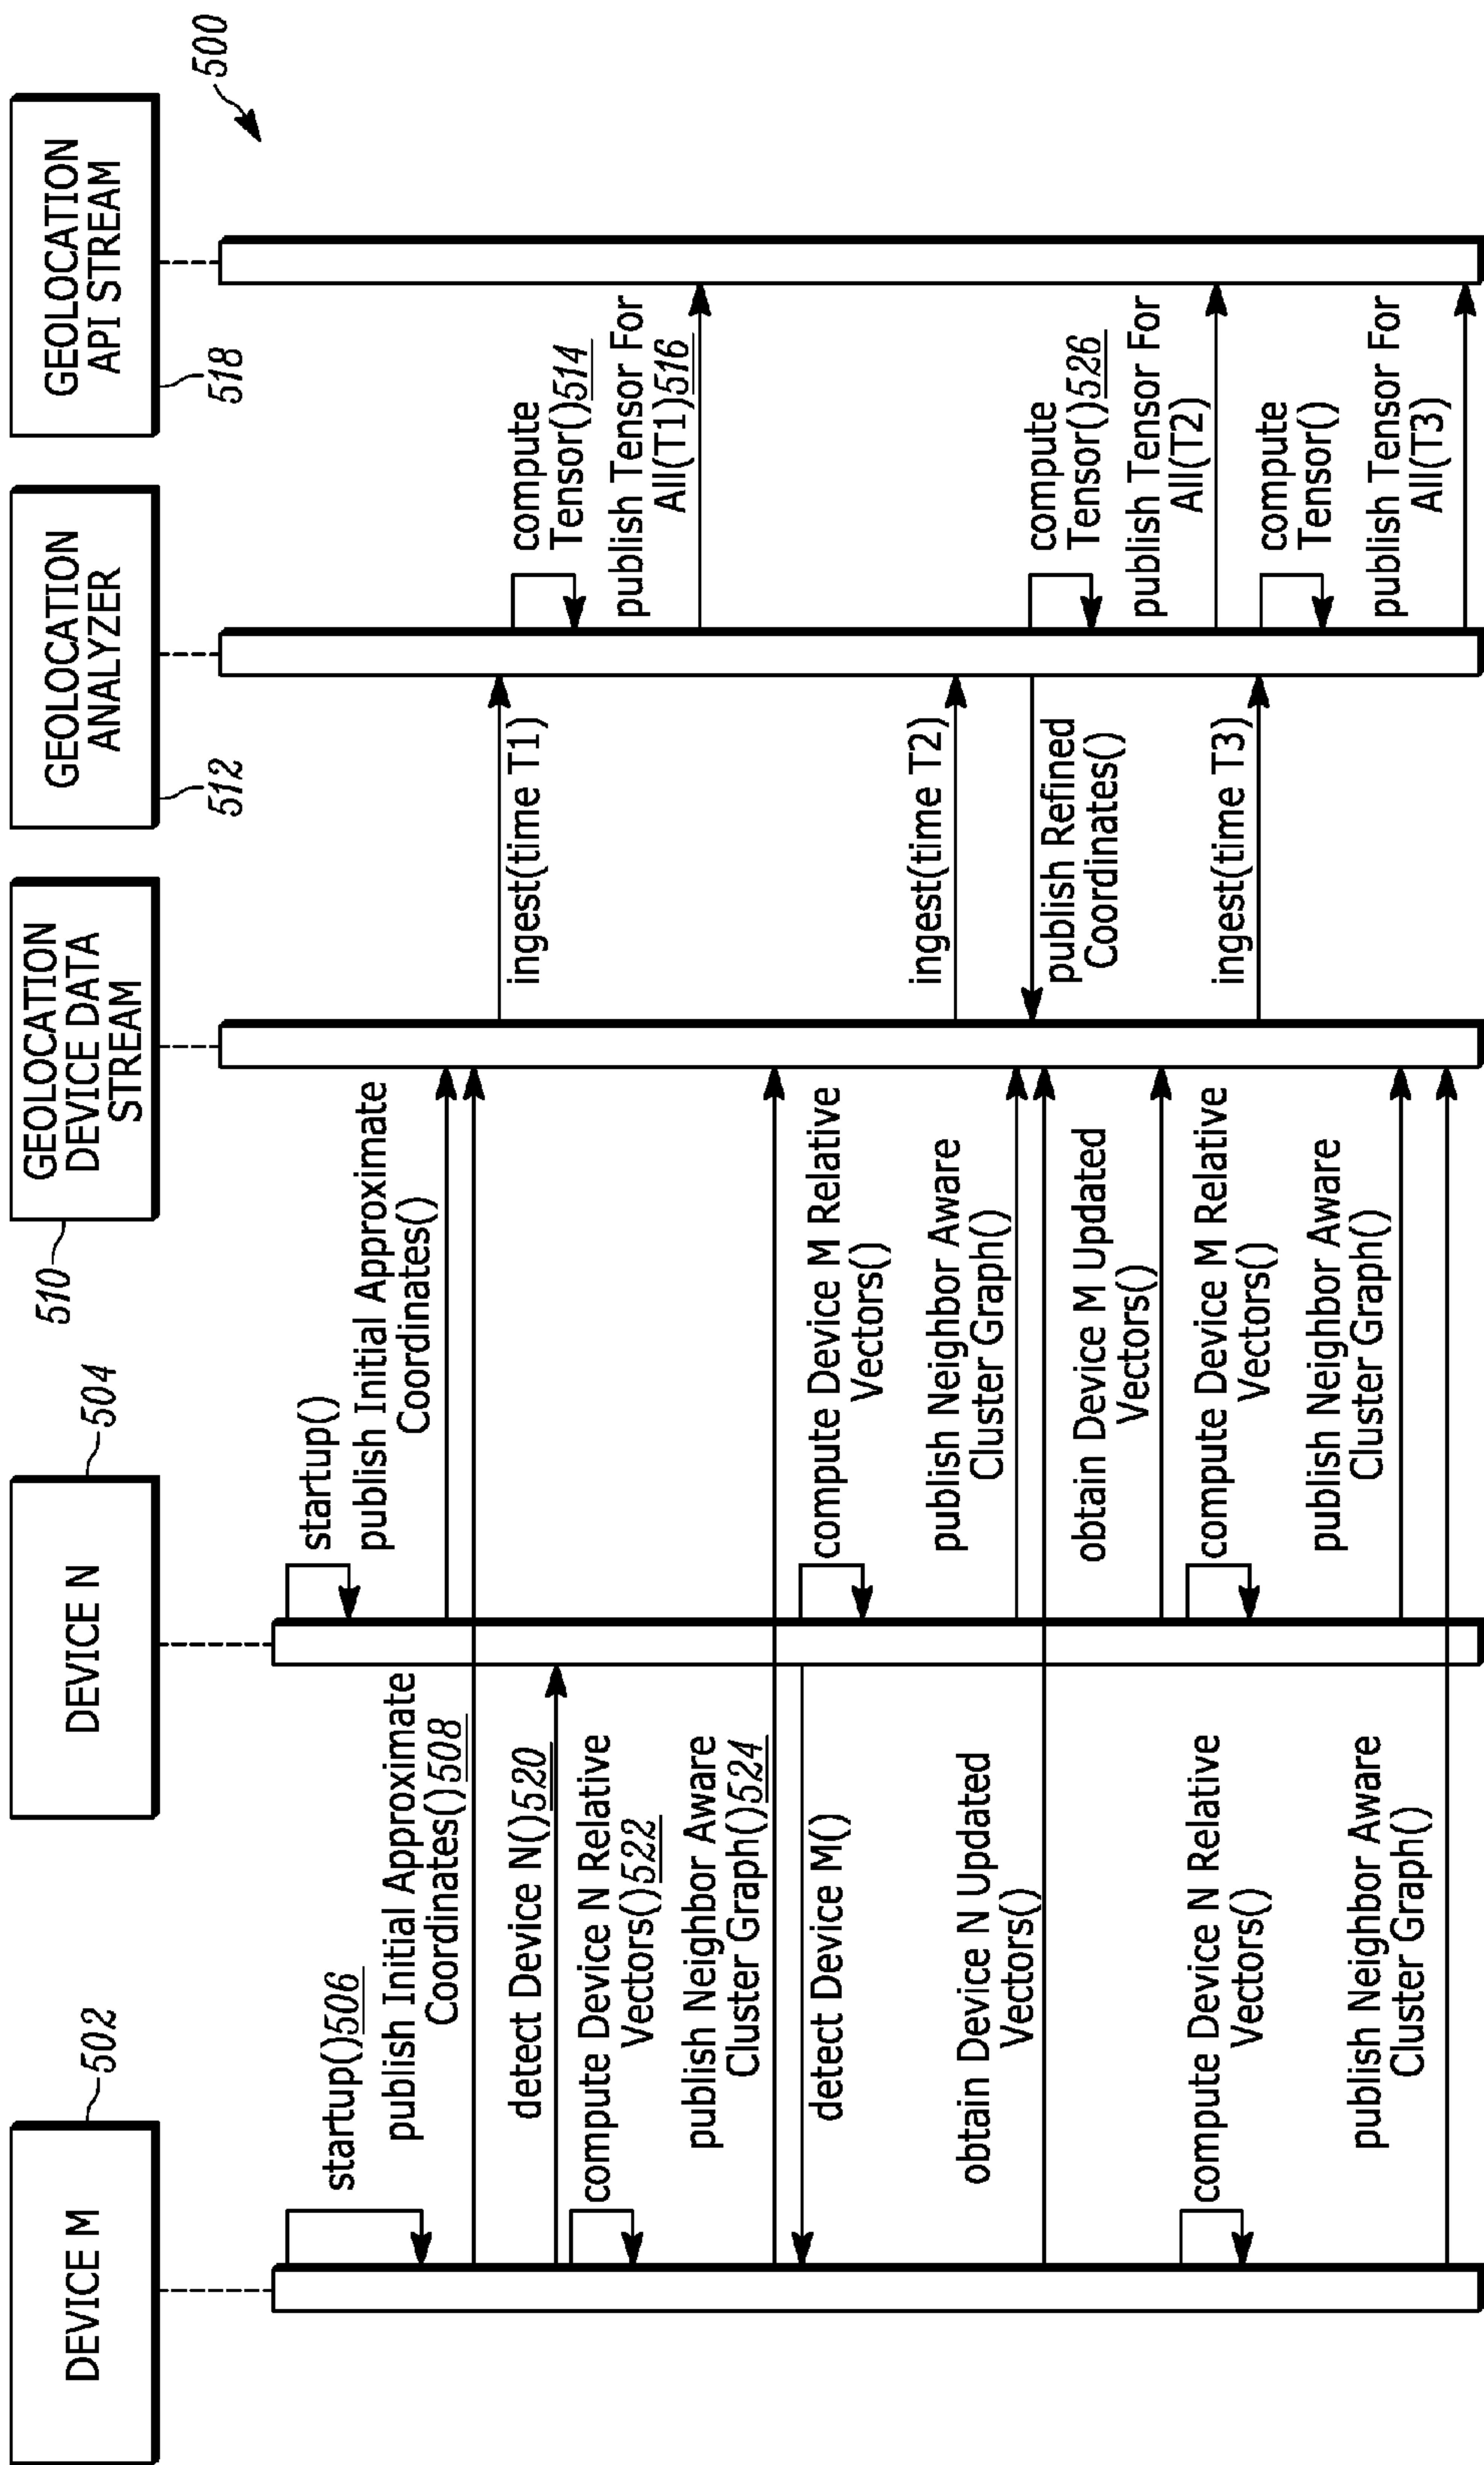 DEVICE M
502
DEVICE N
504
GEOLOCATION
DEVICE DATA
STREAM
510
GEOLOCATION
ANALYZER
512
GEOLOCATION
API STREAM
518
500
startup()506
publish Initial Approximate
Coordinates()508
detect Device N()520
compute Device N Relative
Vectors()522
publish Neighbor Aware
Cluster Graph()524
detect Device M()
obtain Device N Updated
Vectors()
compute Device N Relative
Vectors()
publish Neighbor Aware
Cluster Graph()
startup()
publish Initial Approximate
Coordinates()
compute Device M Relative
Vectors()
publish Neighbor Aware
Cluster Graph()
obtain Device M Updated
Vectors()
compute Device M Relative
Vectors()
publish Neighbor Aware
Cluster Graph()
ingest(time T1)
ingest(time T2)
publish Refined
Coordinates()
ingest(time T3)
compute
Tensor()514
publish Tensor For
All(T1)516
compute
Tensor()526
publish Tensor For
All(T2)
compute
Tensor()
publish Tensor For
All(T3)